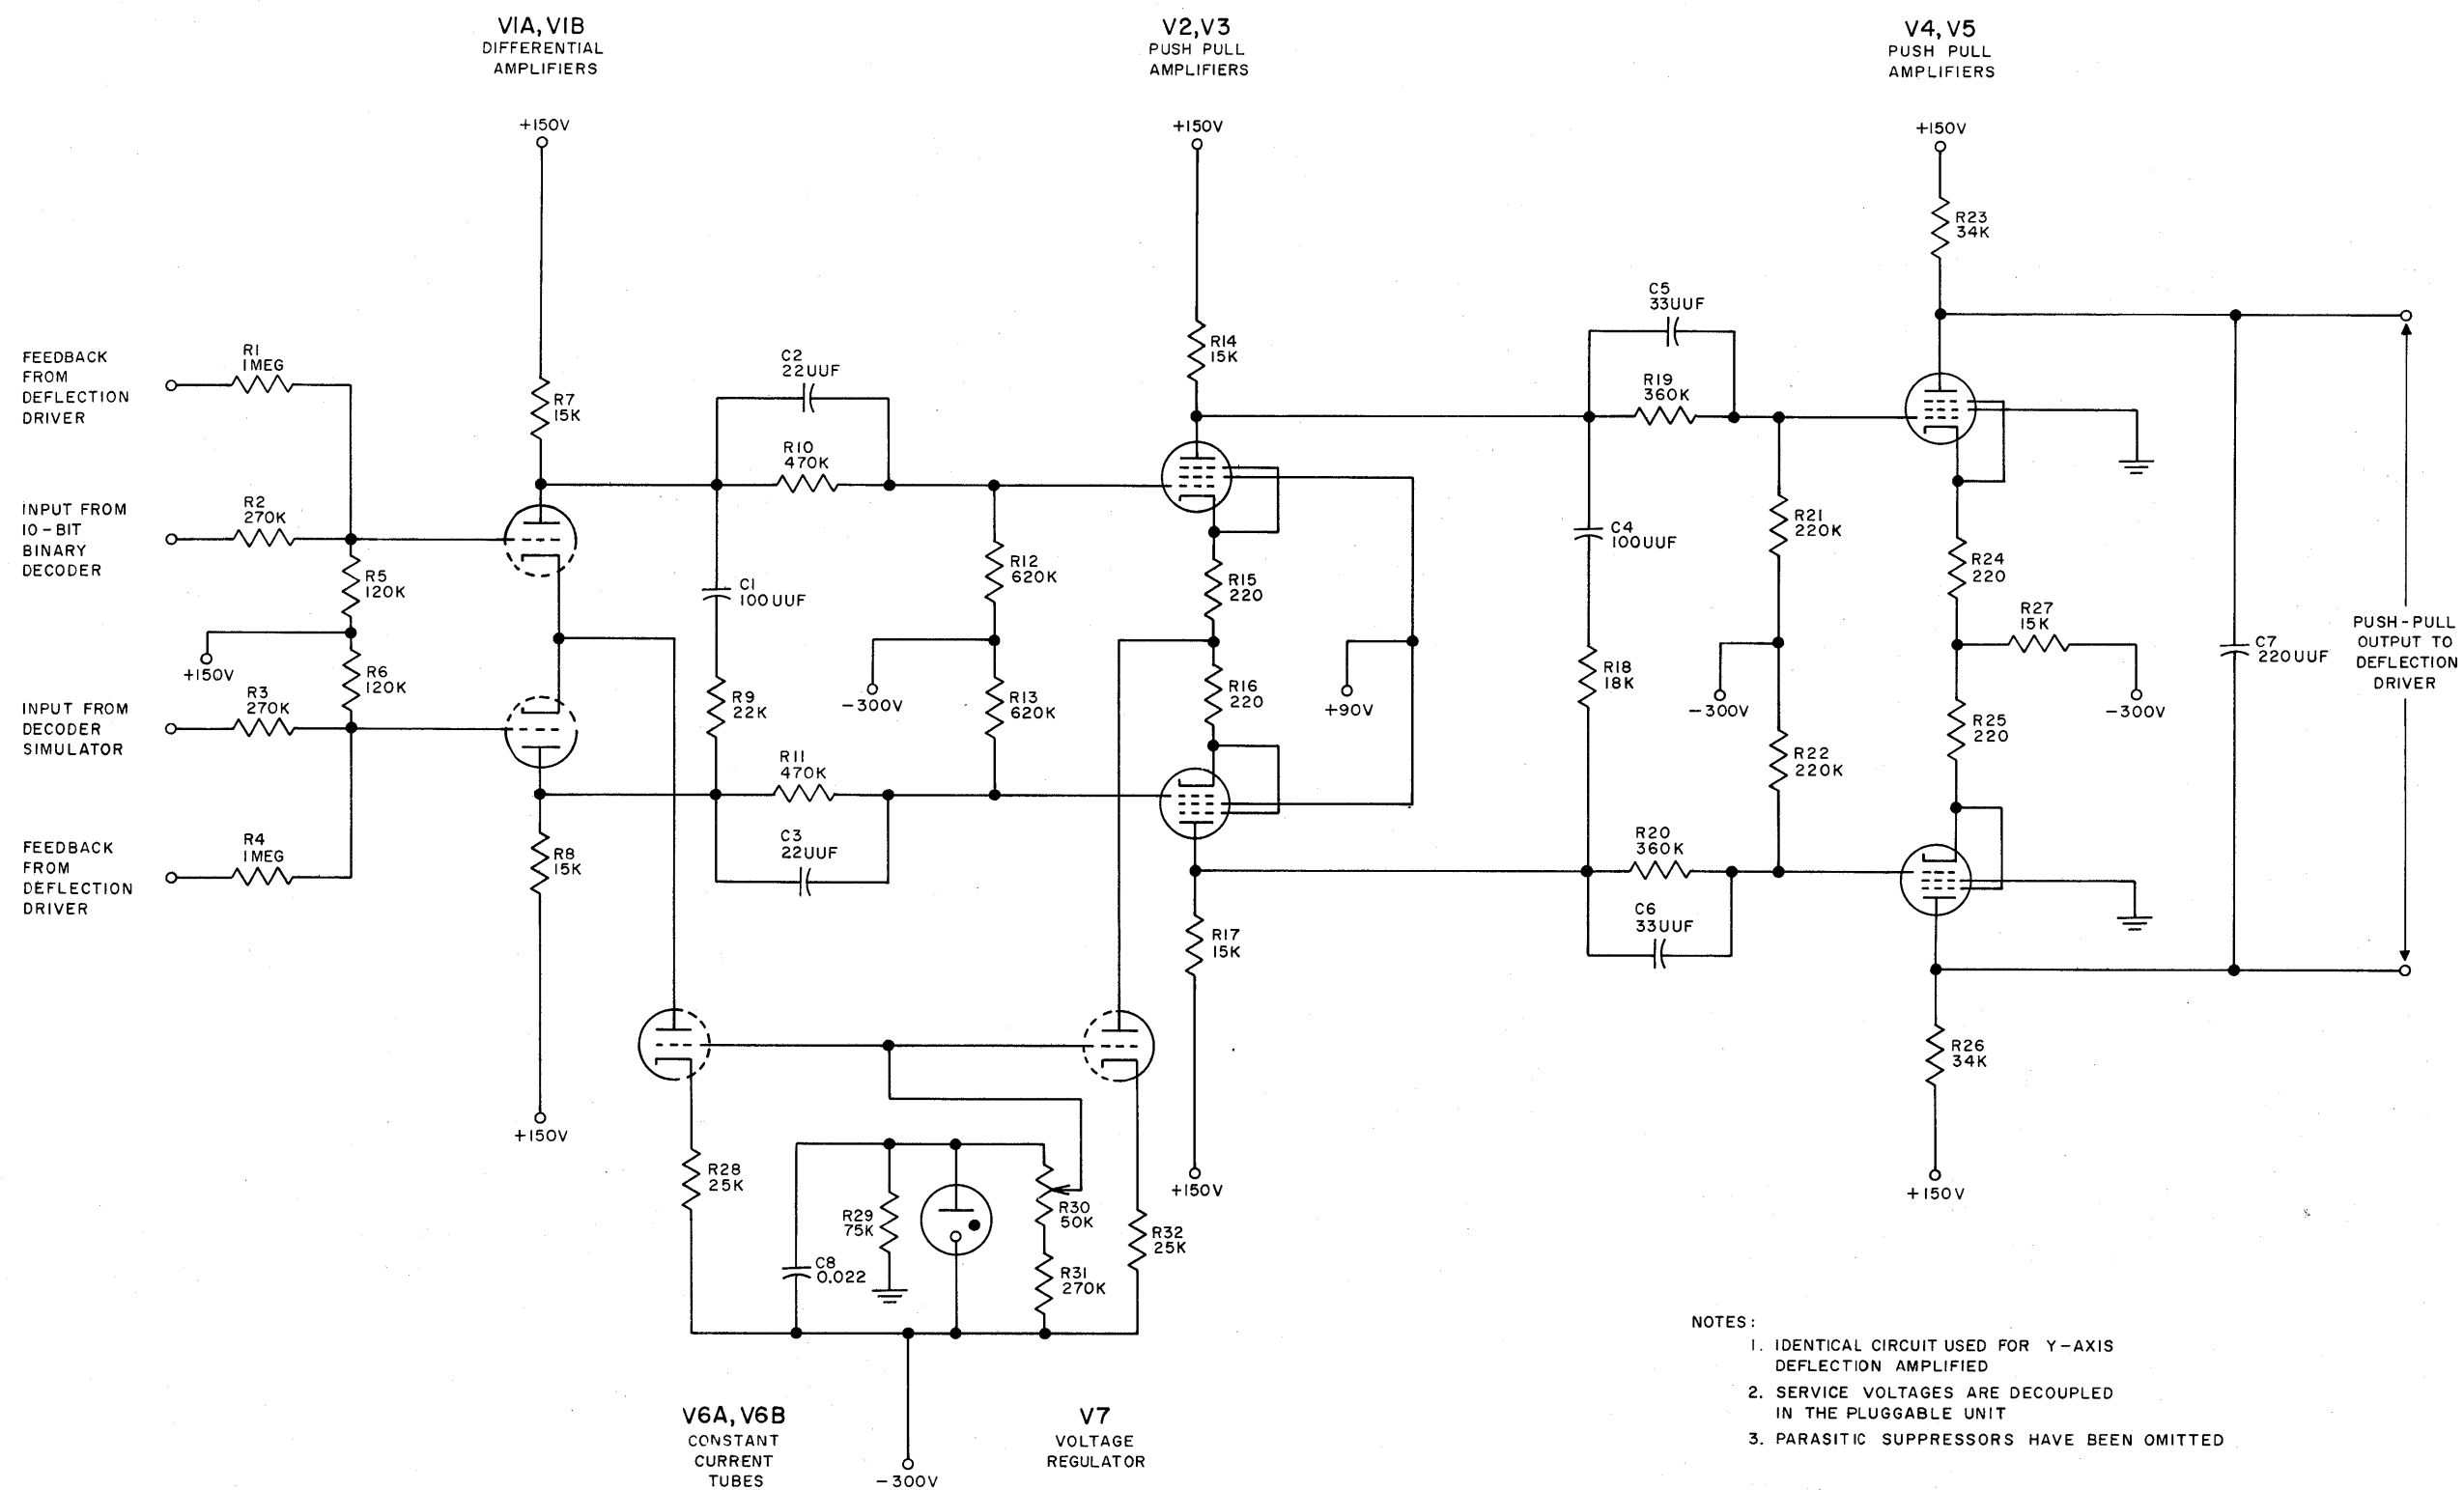 V1A, V1B
DIFFERENTIAL
AMPLIFIERS
V2, V3
PUSH PULL
AMPLIFIERS
V4, V5
PUSH PULL
AMPLIFIERS
+150V
+150V
+150V
R23
34K
FEEDBACK
FROM
DEFLECTION
DRIVER
R1
1MEG
R7
15K
C2
22UUF
R10
470K
R14
15K
C5
33UUF
R19
360K
INPUT FROM
10-BIT
BINARY
DECODER
R2
270K
R5
120K
+150V
R6
120K
C1
100UUF
R12
620K
R15
220
C4
100UUF
R21
220K
R24
220
R27
15K
INPUT FROM
DECODER
SIMULATOR
R3
270K
R9
22K
-300V
R13
620K
R16
220
+90V
R18
18K
-300V
R22
220K
R25
220
-300V
C7
220UUF
PUSH-PULL
OUTPUT TO
DEFLECTION
DRIVER
FEEDBACK
FROM
DEFLECTION
DRIVER
R4
1MEG
R8
15K
R11
470K
C3
22UUF
R17
15K
R20
360K
C6
33UUF
R26
34K
+150V
+150V
+150V
R28
25K
R29
75K
C8
0.022
R30
50K
R31
270K
R32
25K
V6A, V6B
CONSTANT
CURRENT
TUBES
-300V
V7
VOLTAGE
REGULATOR
NOTES:
1. IDENTICAL CIRCUIT USED FOR Y-AXIS
DEFLECTION AMPLIFIED
2. SERVICE VOLTAGES ARE DECOUPLED
IN THE PLUGGABLE UNIT
3. PARASITIC SUPPRESSORS HAVE BEEN OMITTED